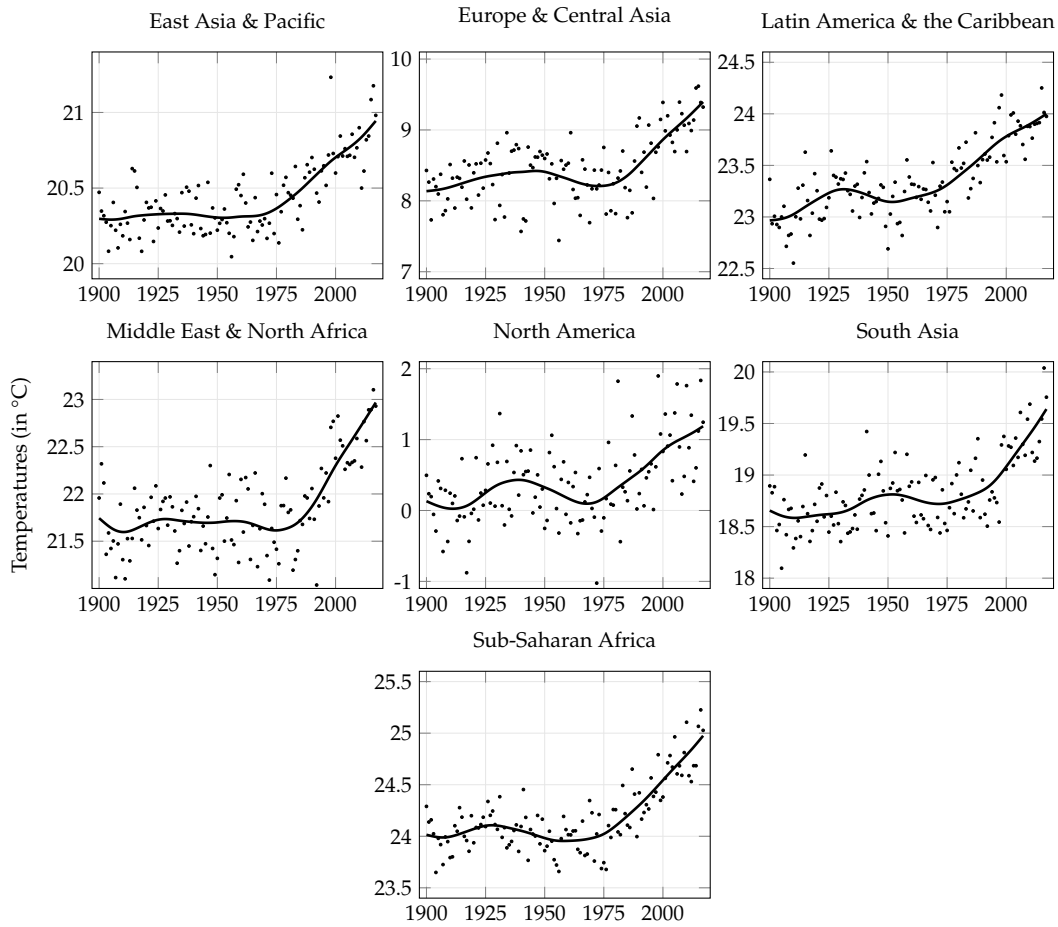 East Asia & Pacific
Europe & Central Asia
Latin America & the Caribbean
21
20.5
20
1900 1925 1950 1975 2000
10
9
8
7
1900 1925 1950 1975 2000
24.5
24
23.5
23
22.5
1900 1925 1950 1975 2000
Middle East & North Africa
North America
South Asia
Temperatures (in °C)
23
22.5
22
21.5
1900 1925 1950 1975 2000
2
1
0
-1
1900 1925 1950 1975 2000
20
19.5
19
18.5
18
1900 1925 1950 1975 2000
Sub-Saharan Africa
25.5
25
24.5
24
23.5
1900 1925 1950 1975 2000